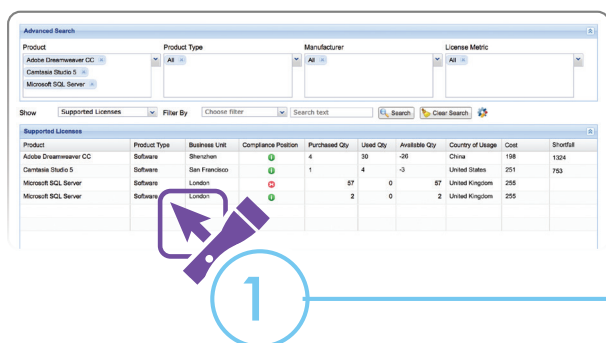 Advanced Search
Product Product Type Manufacturer License Metric
Adobe Dreamweaver CC × All × All × All ×
Camtasia Studio 5 ×
Microsoft SQL Server ×
Show Supported Licenses Filter By Choose filter Search text Search Clear Search
Supported Licenses
Product Product Type Business Unit Compliance Position Purchased Qty Used Qty Available Qty Country of Usage Cost Shortfall
Adobe Dreamweaver CC Software Shenzhen 4 30 -26 China 198 1324
Camtasia Studio 5 Software San Francisco 1 4 -3 United States 251 753
Microsoft SQL Server Software London 57 0 57 United Kingdom 255
Microsoft SQL Server Software London 2 0 2 United Kingdom 255
1